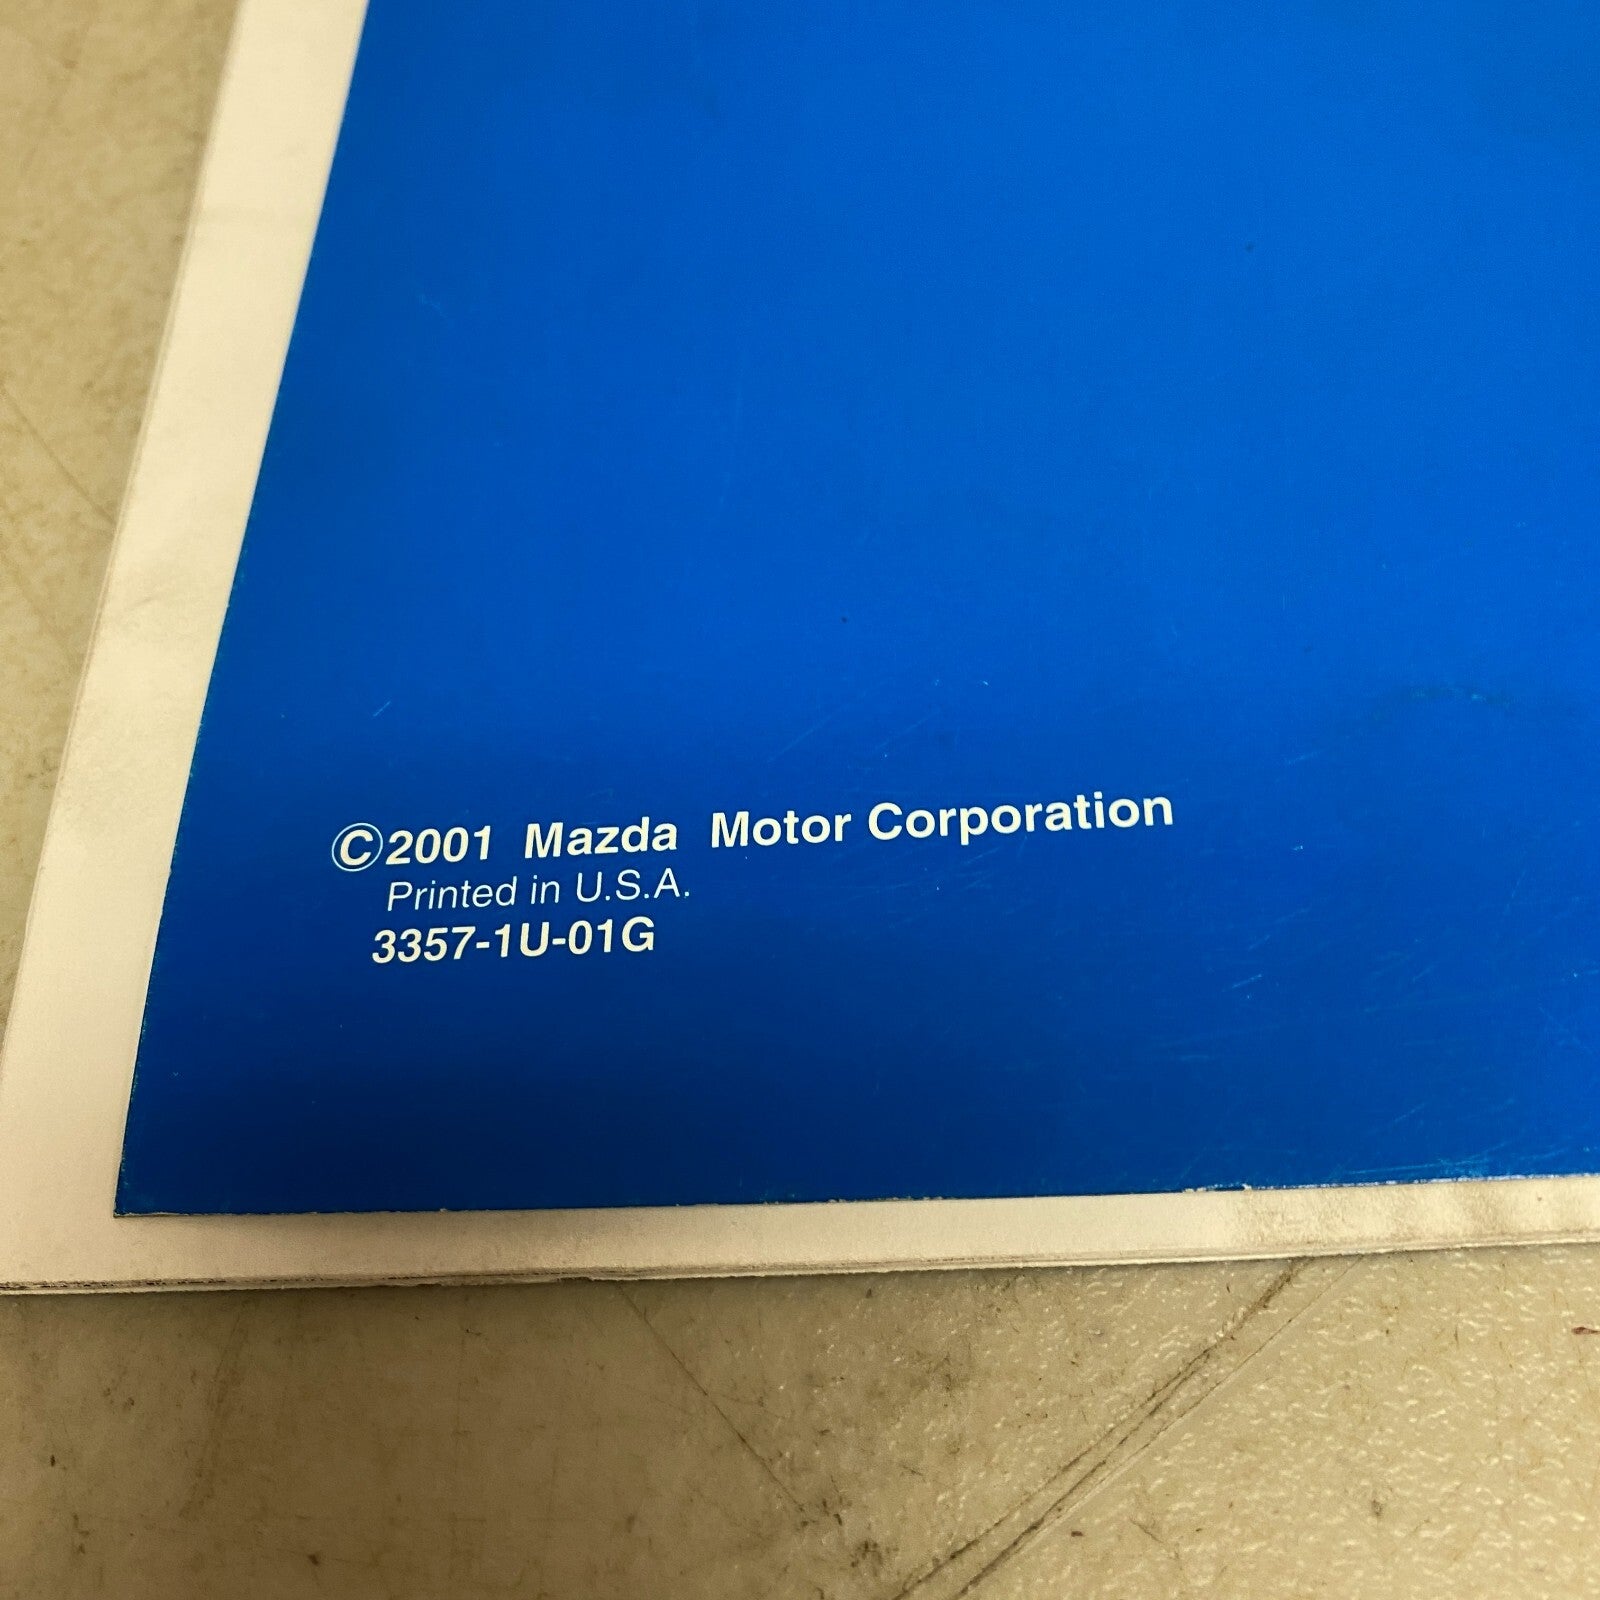 ©2001 Mazda Motor Corporation
Printed in U.S.A.
3357-1U-01G